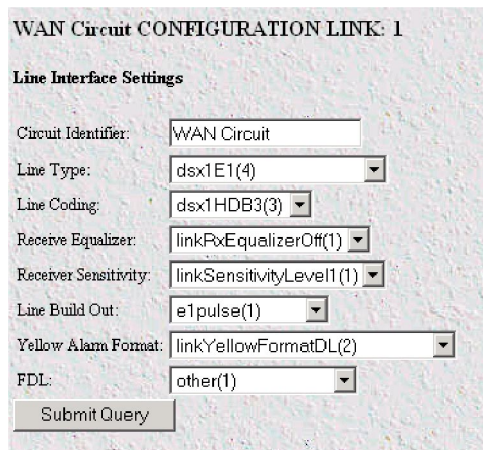 WAN Circuit CONFIGURATION LINK: 1
Line Interface Settings
Circuit Identifier: WAN Circuit
Line Type: dsx1E1(4)
Line Coding: dsx1HDB3(3)
Receive Equalizer: linkRxEqualizerOff(1)
Receiver Sensitivity: linkSensitivityLevel1(1)
Line Build Out: e1pulse(1)
Yellow Alarm Format: linkYellowFormatDL(2)
FDL: other(1)
Submit Query